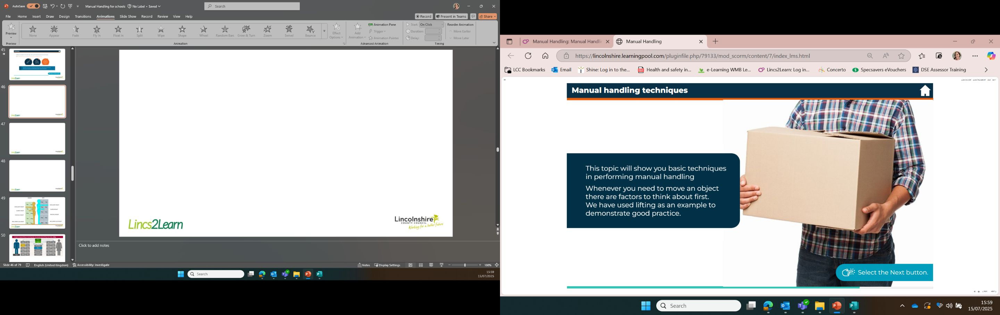 AutoSave
Manual Handling for schools
No Label • Saved
Search
File Home Insert Draw Design Transitions Animations Slide Show Record Review View Help
Record
Present in Teams
Share
Preview
None
Appear
Fade
Fly In
Float In
Split
Wipe
Shape
Wheel
Random Bars
Grow & Turn
Zoom
Swivel
Bounce
Effect
Options
Add
Animation
Animation Pane
Trigger
Animation Painter
Start: On Click
Duration:
Delay:
Reorder Animation
Move Earlier
Move Later
Preview
Animation
Advanced Animation
Timing
45
46
47
48
49
50
Lincs2Learn
Lincolnshire
COUNTY COUNCIL
Working for a better future
Click to add notes
Slide 46 of 79
English (United Kingdom)
Accessibility: Investigate
Notes
Display Settings
100%
Search
15:59
15/07/2025
Manual Handling: Manual Handlin
Manual Handling
https://lincolnshire.learningpool.com/pluginfile.php/79133/mod_scorm/content/7/index_lms.html
LCC Bookmarks
Email
Shine: Log in to the...
Health and safety in...
e-Learning WMB Le...
Lincs2Learn: Log in...
Concerto
Specsavers eVouchers
DSE Assessor Training
Manual handling techniques
This topic will show you basic techniques
in performing manual handling
Whenever you need to move an object
there are factors to think about first.
We have used lifting as an example to
demonstrate good practice.
Select the Next button.
Search
15:59
15/07/2025